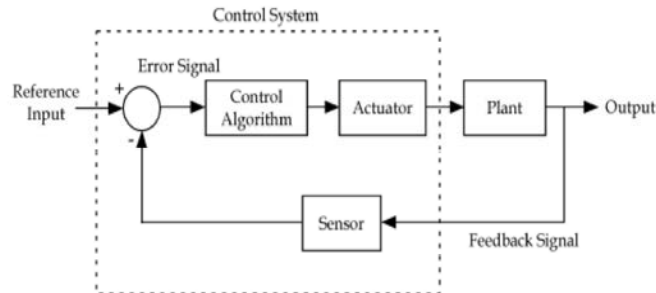 Control System
Error Signal
+
Reference
Input
Control
Algorithm
Actuator
Plant
Output
-
Sensor
Feedback Signal